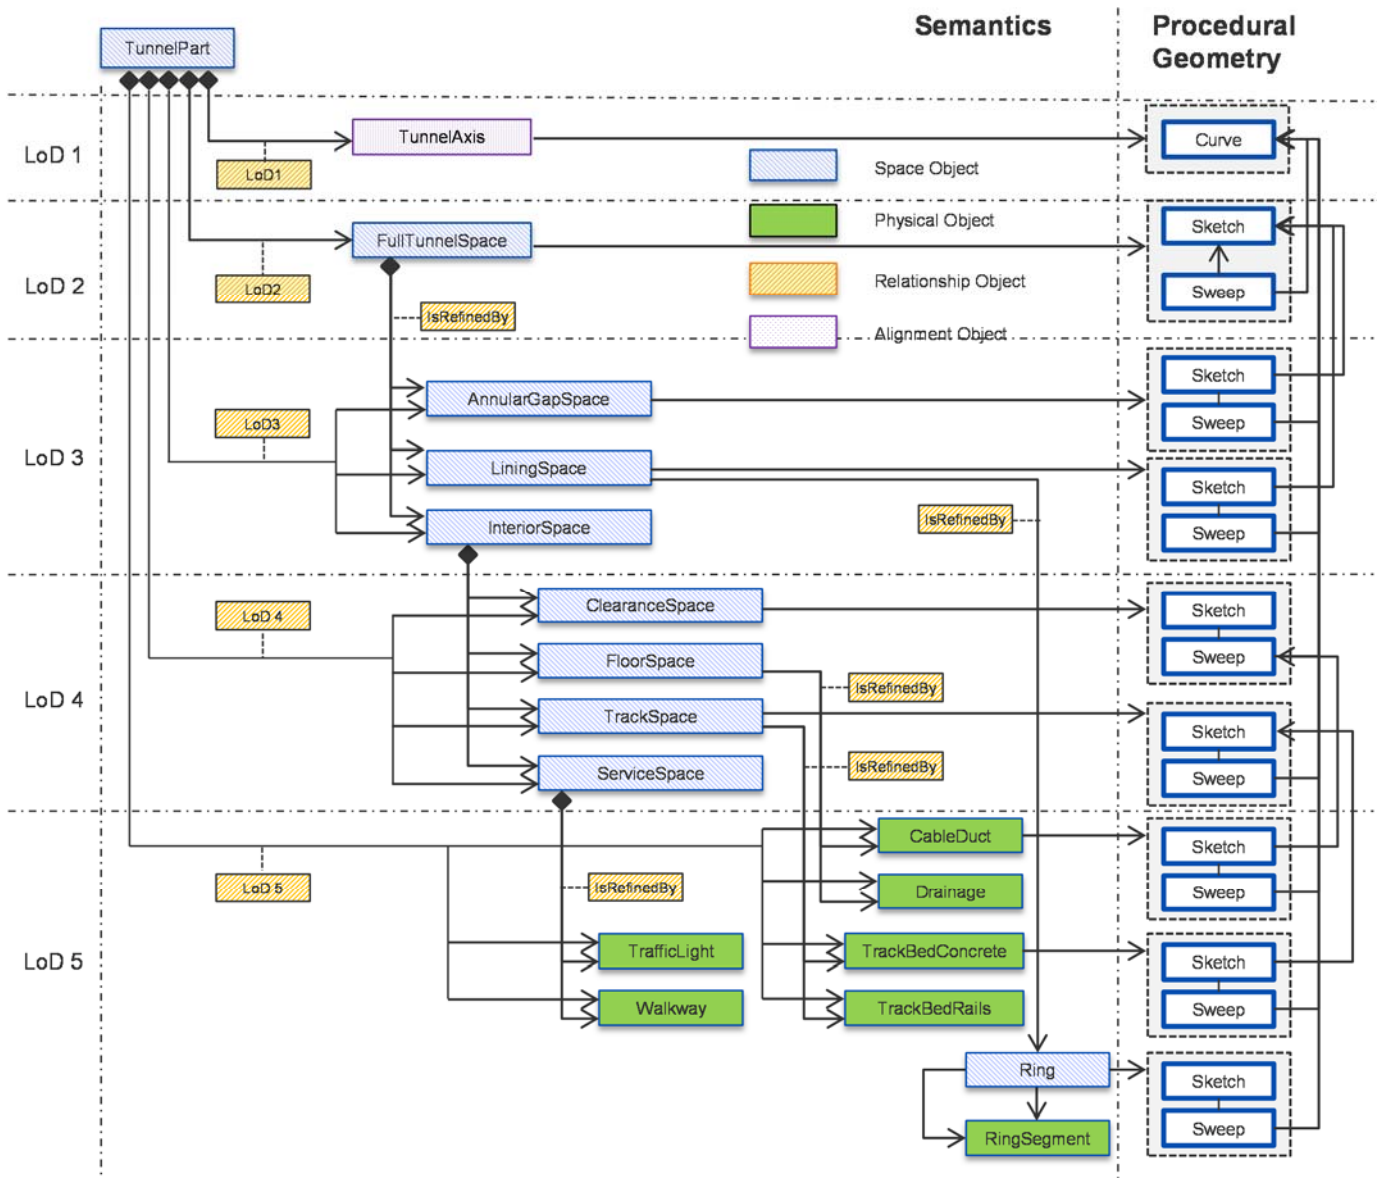 Semantics
Procedural
Geometry
TunnelPart
LoD 1
TunnelAxis
Curve
LoD1
Space Object
Physical Object
Relationship Object
Alignment Object
LoD 2
FullTunnelSpace
Sketch
LoD2
Sweep
IsRefinedBy
LoD 3
AnnularGapSpace
Sketch
LoD3
Sweep
LiningSpace
Sketch
IsRefinedBy
InteriorSpace
Sweep
LoD 4
LoD 4
ClearanceSpace
Sketch
FloorSpace
Sweep
IsRefinedBy
TrackSpace
Sketch
IsRefinedBy
ServiceSpace
Sweep
LoD 5
CableDuct
Sketch
LoD 5
IsRefinedBy
Drainage
Sweep
TrafficLight
TrackBedConcrete
Sketch
Walkway
TrackBedRails
Sweep
Ring
Sketch
RingSegment
Sweep